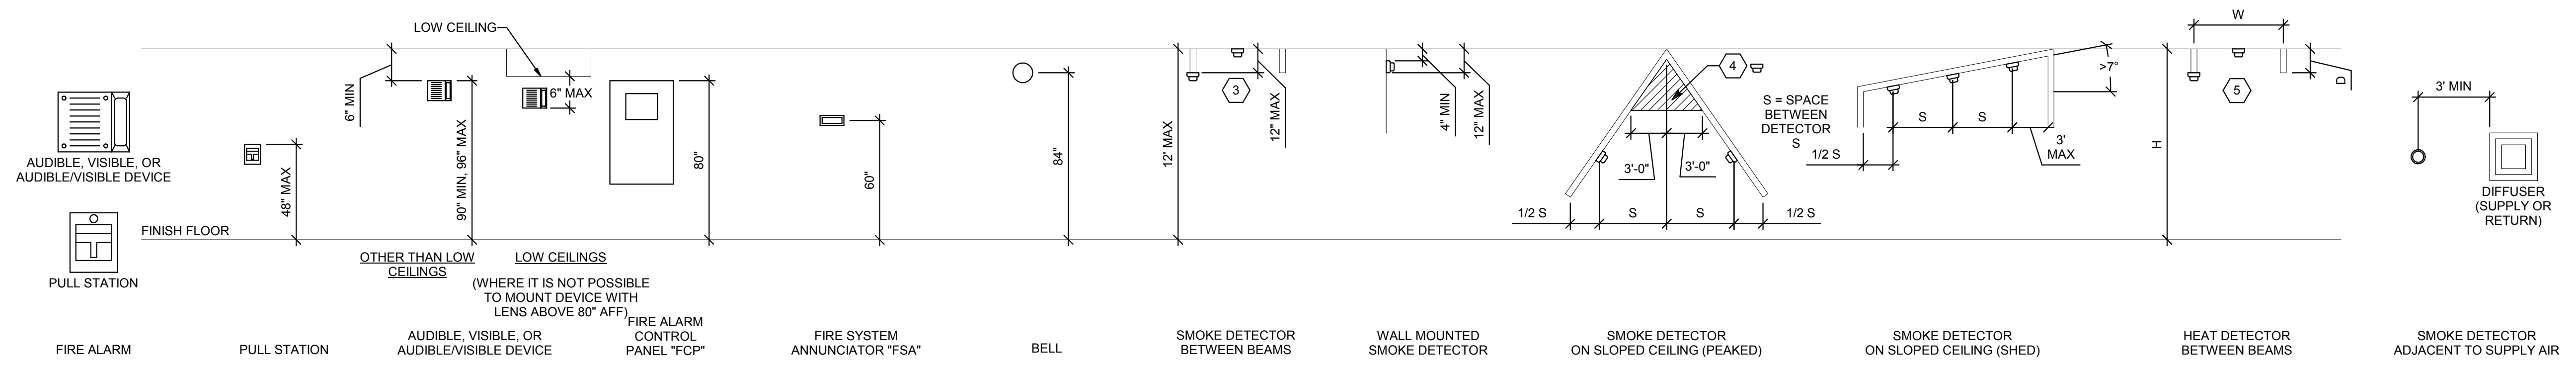 AUDIBLE, VISIBLE, OR
AUDIBLE/VISIBLE DEVICE
PULL STATION
FIRE ALARM
FINISH FLOOR
48" MAX
PULL STATION
6" MIN
90" MIN, 96" MAX
OTHER THAN LOW
CEILINGS
LOW CEILING
6" MAX
LOW CEILINGS
(WHERE IT IS NOT POSSIBLE
TO MOUNT DEVICE WITH
LENS ABOVE 80" AFF)
AUDIBLE, VISIBLE, OR
AUDIBLE/VISIBLE DEVICE
80"
FIRE ALARM
CONTROL
PANEL "FCP"
60"
FIRE SYSTEM
ANNUNCIATOR "FSA"
84"
BELL
12' MAX
3
12" MAX
SMOKE DETECTOR
BETWEEN BEAMS
4" MIN
12" MAX
WALL MOUNTED
SMOKE DETECTOR
4
3'-0"
3'-0"
1/2 S
S
S
1/2 S
SMOKE DETECTOR
ON SLOPED CEILING (PEAKED)
S = SPACE
BETWEEN
DETECTOR
S
1/2 S
S
S
3'
MAX
>7°
SMOKE DETECTOR
ON SLOPED CEILING (SHED)
H
W
5
D
HEAT DETECTOR
BETWEEN BEAMS
3' MIN
DIFFUSER
(SUPPLY OR
RETURN)
SMOKE DETECTOR
ADJACENT TO SUPPLY AIR